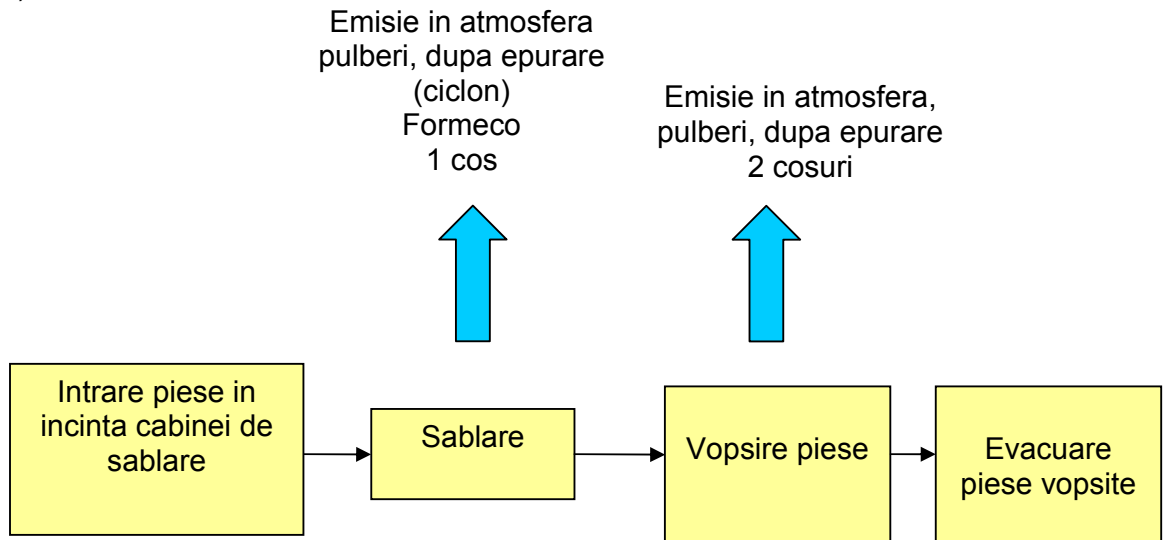 Emisie in atmosfera
pulberi, dupa epurare
(ciclon)
Formeco
1 cos
Emisie in atmosfera,
pulberi, dupa epurare
2 cosuri
Intrare piese in
incinta cabinei de
sablare
Sablare
Vopsire piese
Evacuare
piese vopsite